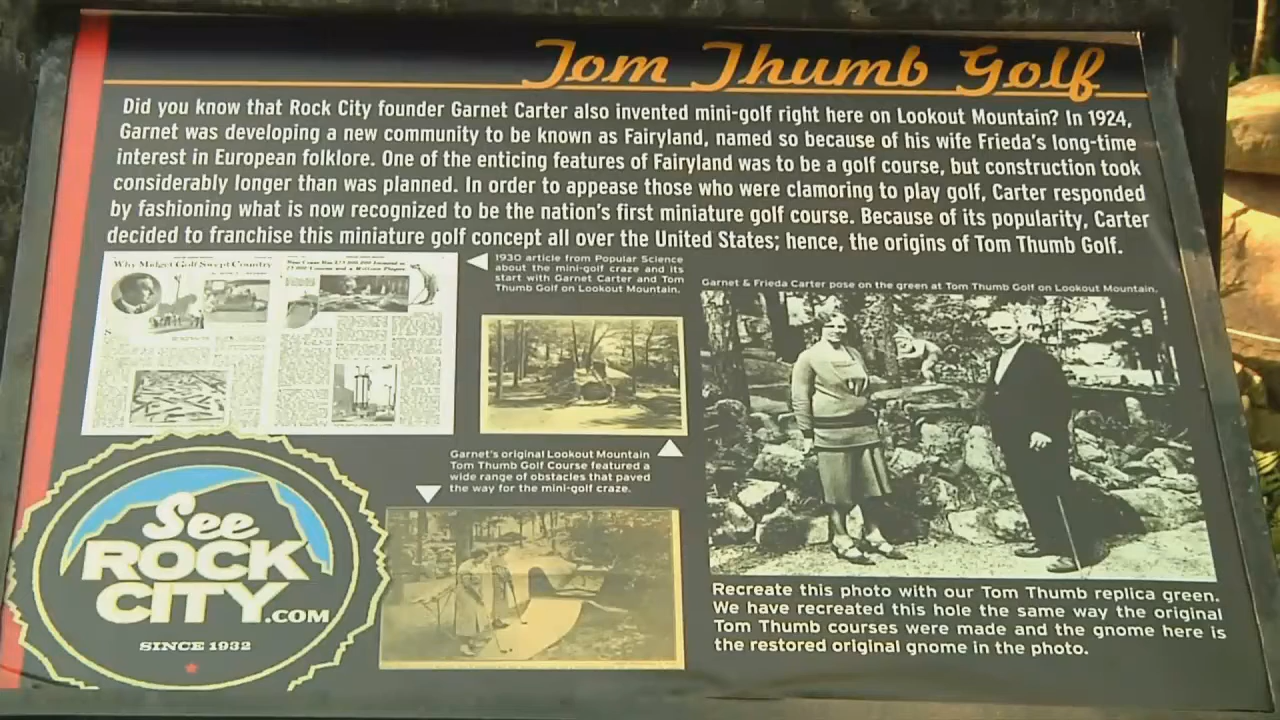 Tom Thumb Golf
Did you know that Rock City founder Garnet Carter also invented mini-golf right here on Lookout Mountain? In 1924,
Garnet was developing a new community to be known as Fairyland, named so because of his wife Frieda's long-time
interest in European folklore. One of the enticing features of Fairyland was to be a golf course, but construction took
considerably longer than was planned. In order to appease those who were clamoring to play golf, Carter responded
by fashioning what is now recognized to be the nation's first miniature golf course. Because of its popularity, Carter
decided to franchise this miniature golf concept all over the United States; hence, the origins of Tom Thumb Golf.
Why Midget Golf Swept Country
1930 article from Popular Science
about the mini-golf craze and its
start with Garnet Carter and Tom
Thumb Golf on Lookout Mountain.
Garnet & Frieda Carter pose on the green at Tom Thumb Golf on Lookout Mountain.
Garnet's original Lookout Mountain
Tom Thumb Golf Course featured a
wide range of obstacles that paved
the way for the mini-golf craze.
See
ROCK
CITY.COM
SINCE 1932
Recreate this photo with our Tom Thumb replica green.
We have recreated this hole the same way the original
Tom Thumb courses were made and the gnome here is
the restored original gnome in the photo.